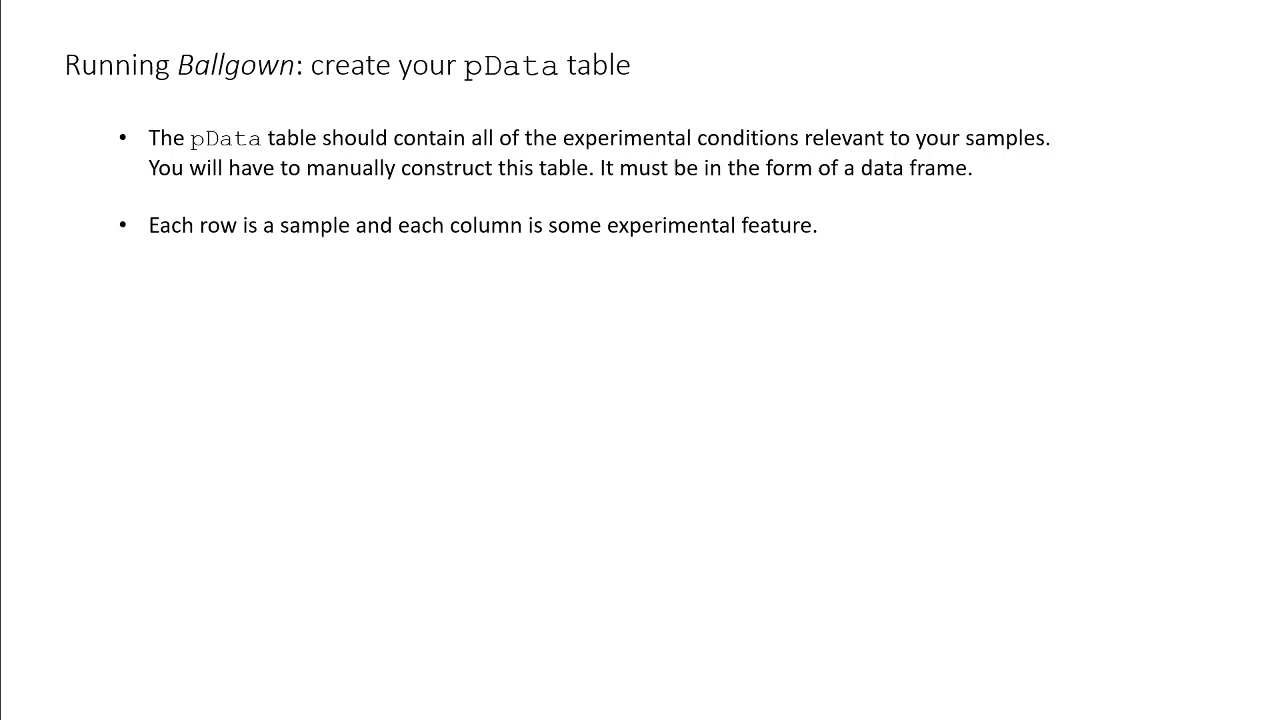 Running Ballgown: create your pData table
• The pData table should contain all of the experimental conditions relevant to your samples.
You will have to manually construct this table. It must be in the form of a data frame.
• Each row is a sample and each column is some experimental feature.